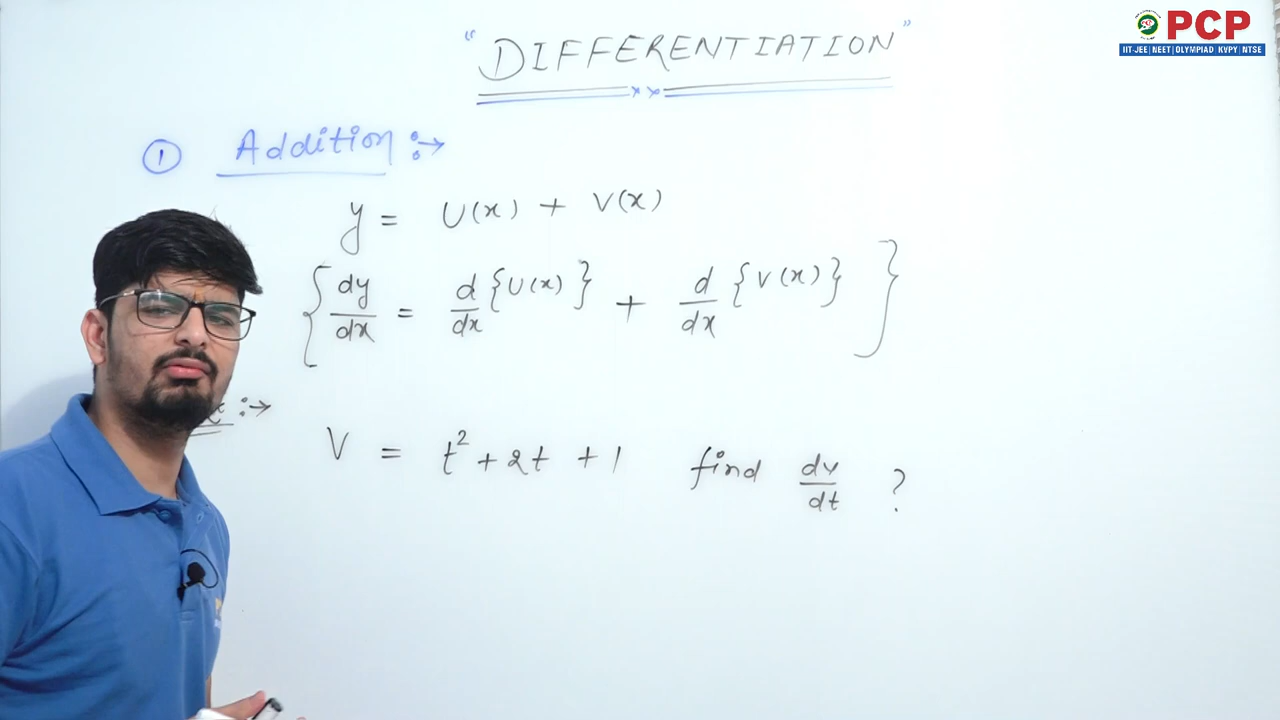 "DIFFERENTIATION"
PCP
IIT-JEE | NEET | OLYMPIAD KVPY | NTSE
① Addition :→
y = U(x) + V(x)
{ dy/dx = d/dx {U(x)} + d/dx {V(x)} }
:→
V = t² + 2t + 1 find dv/dt ?